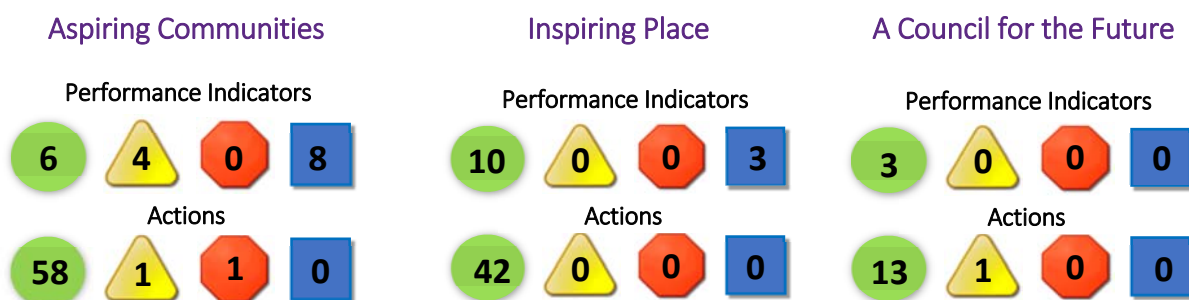 Aspiring Communities
Performance Indicators
6 4 0 8
Actions
58 1 1 0
Inspiring Place
Performance Indicators
10 0 0 3
Actions
42 0 0 0
A Council for the Future
Performance Indicators
3 0 0 0
Actions
13 1 0 0